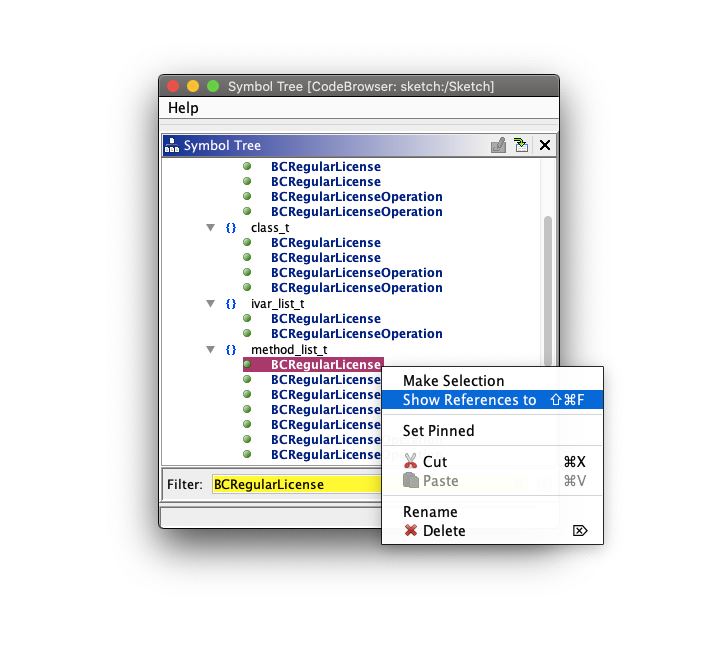 Symbol Tree [CodeBrowser: sketch:/Sketch]
Help
Symbol Tree
BCRegularLicense
BCRegularLicense
BCRegularLicenseOperation
BCRegularLicenseOperation
{} class_t
BCRegularLicense
BCRegularLicense
BCRegularLicenseOperation
BCRegularLicenseOperation
{} ivar_list_t
BCRegularLicense
BCRegularLicenseOperation
{} method_list_t
BCRegularLicense
BCRegularLicense
BCRegularLicense
BCRegularLicense
BCRegularLicense
BCRegularLicense
BCRegularLicense
Filter: BCRegularLicense
Make Selection
Show References to ⇧⌘F
Set Pinned
Cut ⌘X
Paste ⌘V
Rename
Delete ⌦